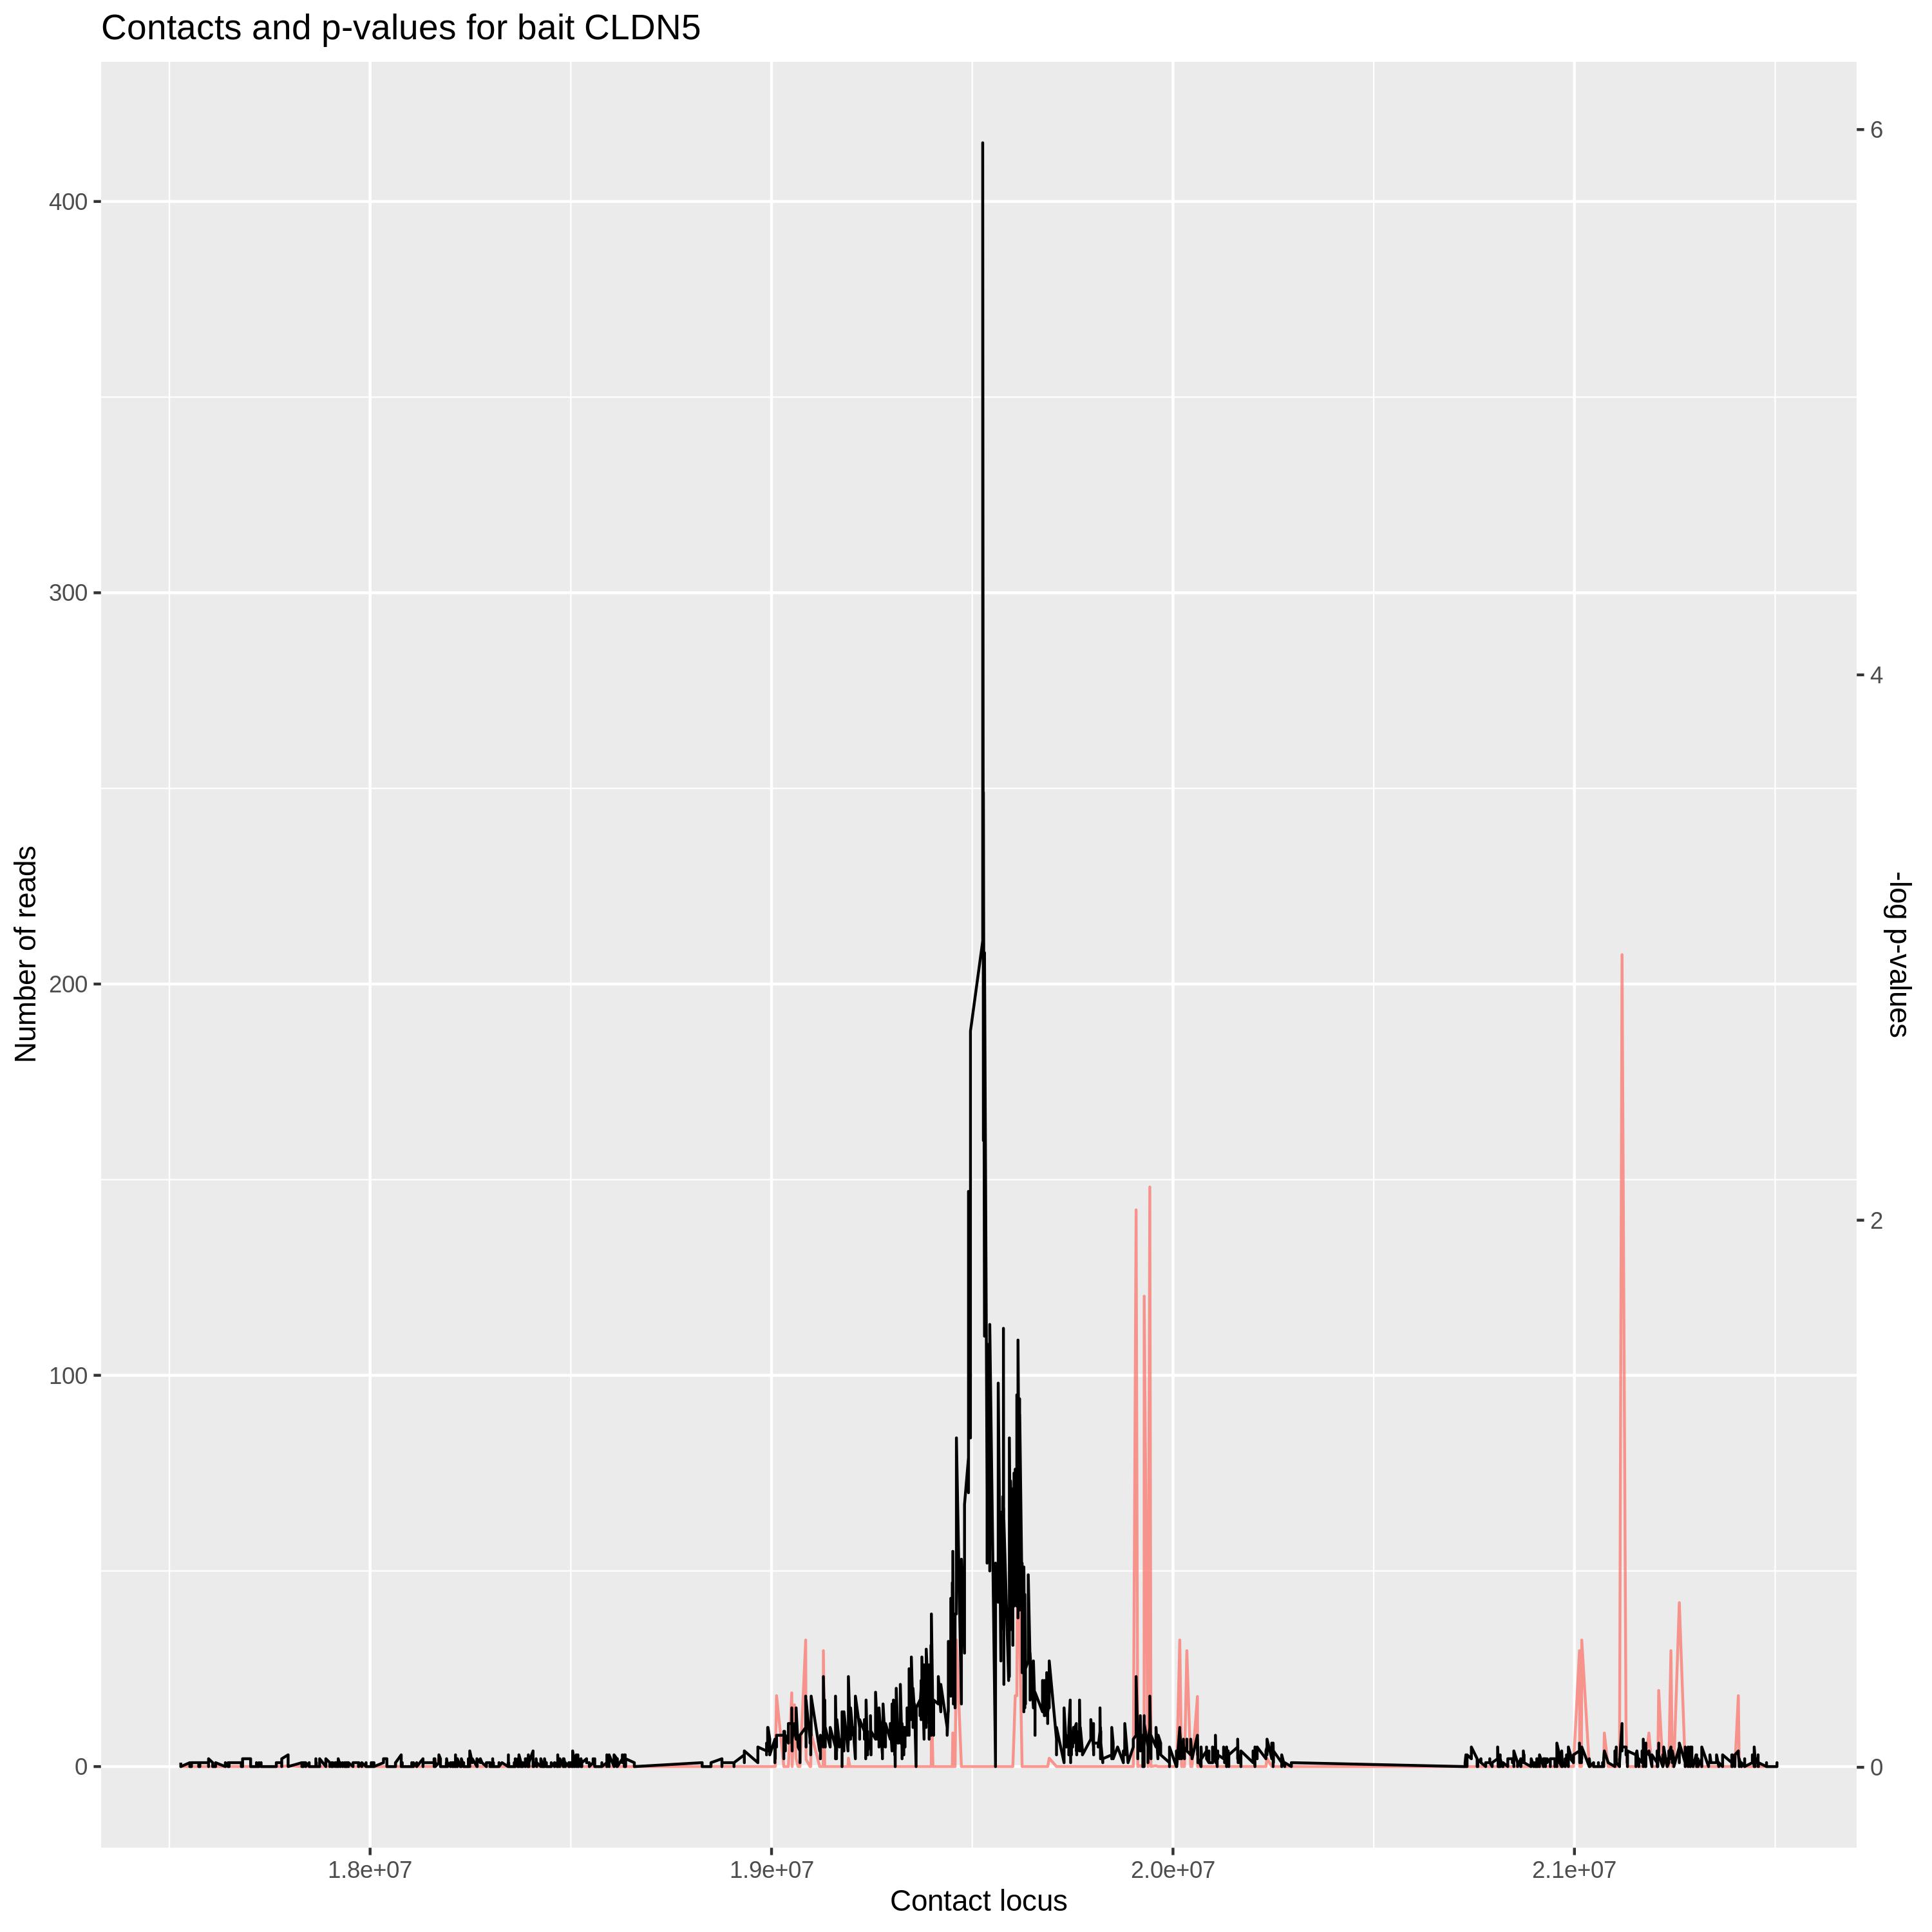 Contacts and p-values for bait CLDN5
Number of reads
400
300
200
100
0
6
4
2
0
-log p-values
1.8e+07
1.9e+07
2.0e+07
2.1e+07
Contact locus